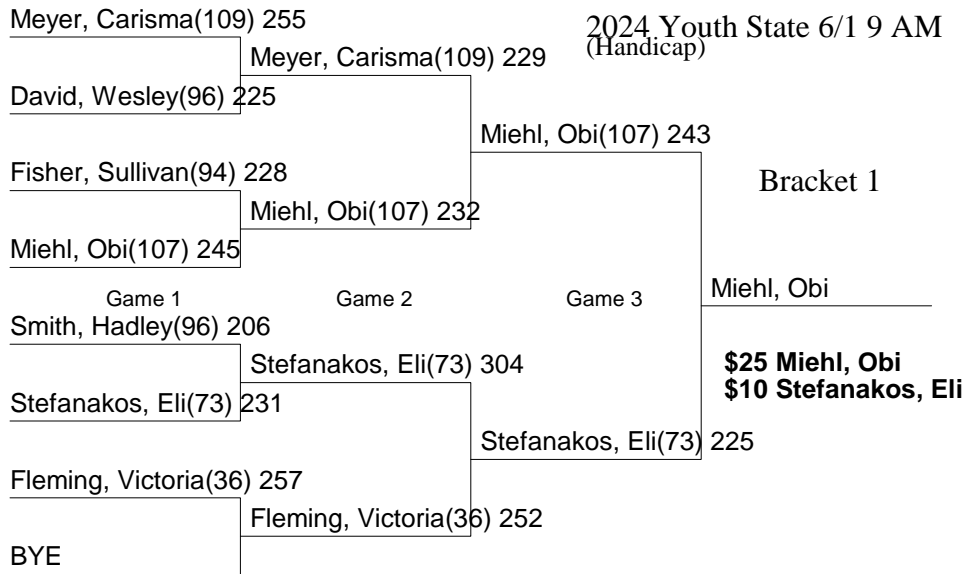 Meyer, Carisma(109) 255
2024 Youth State 6/1 9 AM
(Handicap)
Meyer, Carisma(109) 229
David, Wesley(96) 225
Miehl, Obi(107) 243
Fisher, Sullivan(94) 228
Bracket 1
Miehl, Obi(107) 232
Miehl, Obi(107) 245
Game 1 Game 2 Game 3
Miehl, Obi
Smith, Hadley(96) 206
Stefanakos, Eli(73) 304
$25 Miehl, Obi
$10 Stefanakos, Eli
Stefanakos, Eli(73) 231
Stefanakos, Eli(73) 225
Fleming, Victoria(36) 257
Fleming, Victoria(36) 252
BYE